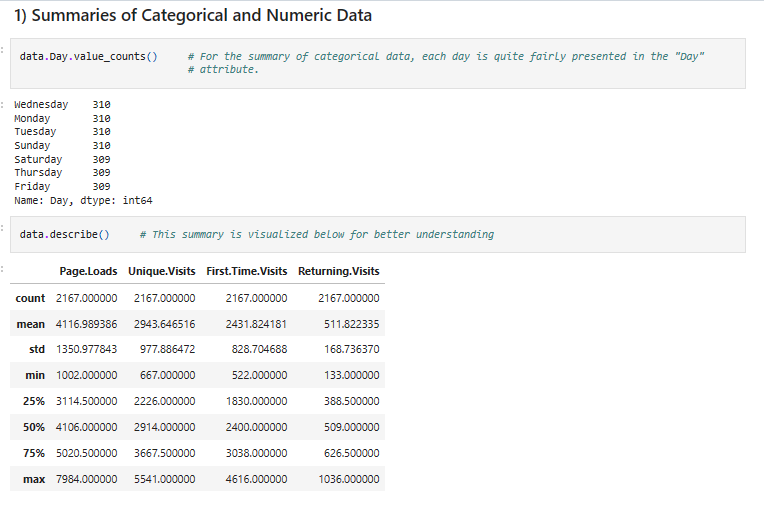 1) Summaries of Categorical and Numeric Data
data.Day.value_counts() # For the summary of categorical data, each day is quite fairly presented in the "Day"
# attribute.
Wednesday 310
Monday 310
Tuesday 310
Sunday 310
Saturday 309
Thursday 309
Friday 309
Name: Day, dtype: int64
data.describe() # This summary is visualized below for better understanding
Page.Loads Unique.Visits First.Time.Visits Returning.Visits
count 2167.000000 2167.000000 2167.000000 2167.000000
mean 4116.989386 2943.646516 2431.824181 511.822335
std 1350.977843 977.886472 828.704688 168.736370
min 1002.000000 667.000000 522.000000 133.000000
25% 3114.500000 2226.000000 1830.000000 388.500000
50% 4106.000000 2914.000000 2400.000000 509.000000
75% 5020.500000 3667.500000 3038.000000 626.500000
max 7984.000000 5541.000000 4616.000000 1036.000000